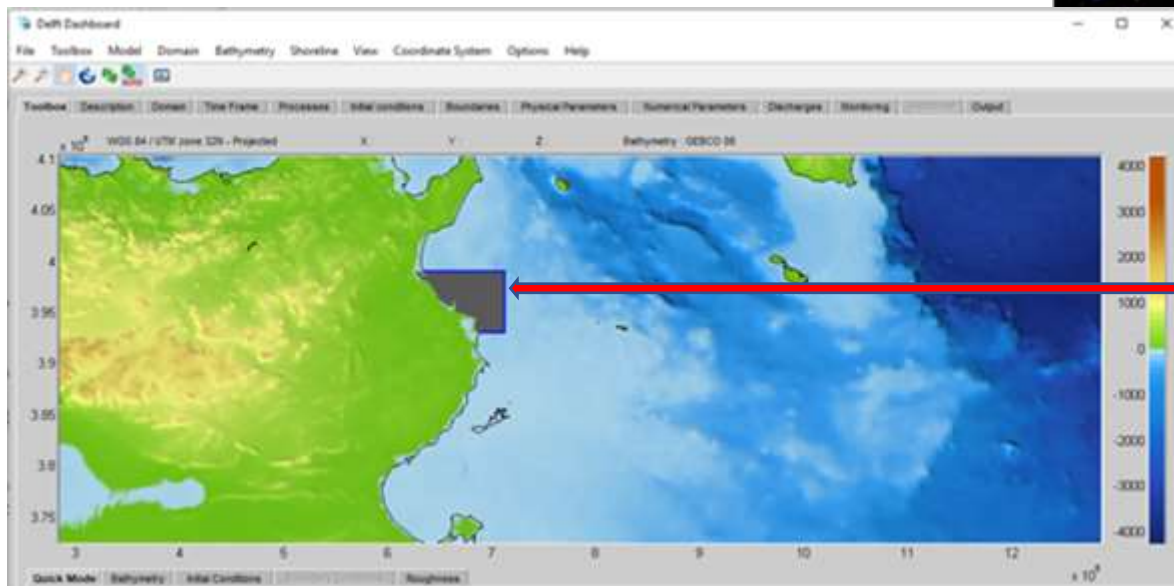 Delft Dashboard
File Toolbox Model Domain Bathymetry Shoreline View Coordinate System Options Help
Toolbox Description Domain Time Frame Processes Initial conditions Boundaries Physical Parameters Numerical Parameters Discharges Monitoring Output
WGS 84 / UTM zone 32N - Projected X Y Z Bathymetry : GEBCO 08
4.1
4.05
4
3.95
3.9
3.85
3.8
3.75
3 4 5 6 7 8 9 10 11 12
4000
3000
2000
1000
0
-1000
-2000
-3000
-4000
Quick Mode Bathymetry Initial Conditions Roughness